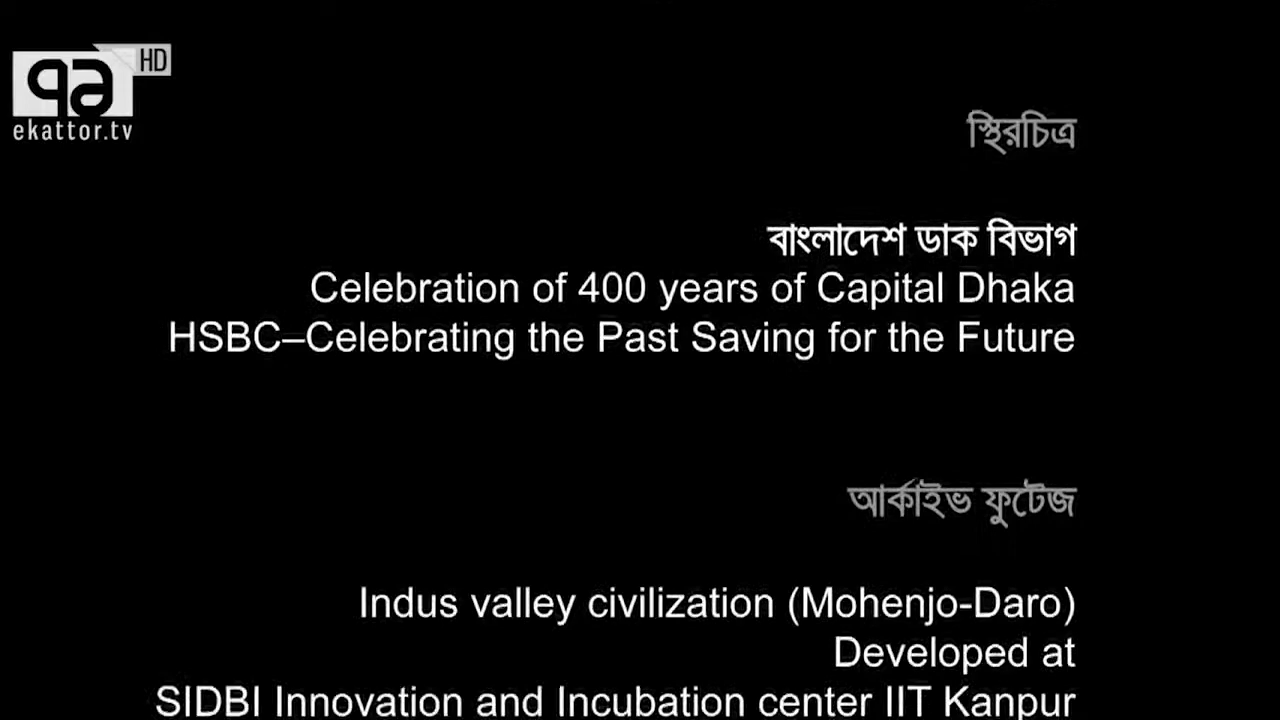 HD
৭১
ekattor.tv
স্থিরচিত্র
বাংলাদেশ ডাক বিভাগ
Celebration of 400 years of Capital Dhaka
HSBC–Celebrating the Past Saving for the Future
আর্কাইভ ফুটেজ
Indus valley civilization (Mohenjo-Daro)
Developed at
SIDBI Innovation and Incubation center IIT Kanpur